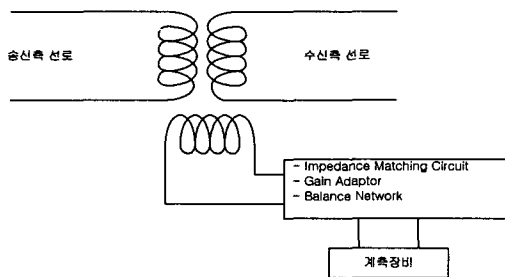 송신측 선로
수신측 선로
- Impedance Matching Circuit
- Gain Adaptor
- Balance Network
계측장비